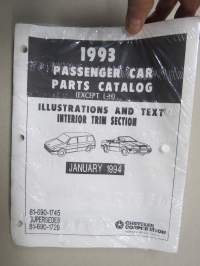 1993
PASSENGER CAR
PARTS CATALOG
(EXCEPT L-H)
ILLUSTRATIONS AND TEXT
INTERIOR TRIM SECTION
JANUARY 1994
81-690-1745
SUPERSEDES
81-690-1729
CHRYSLER
CORPORATION